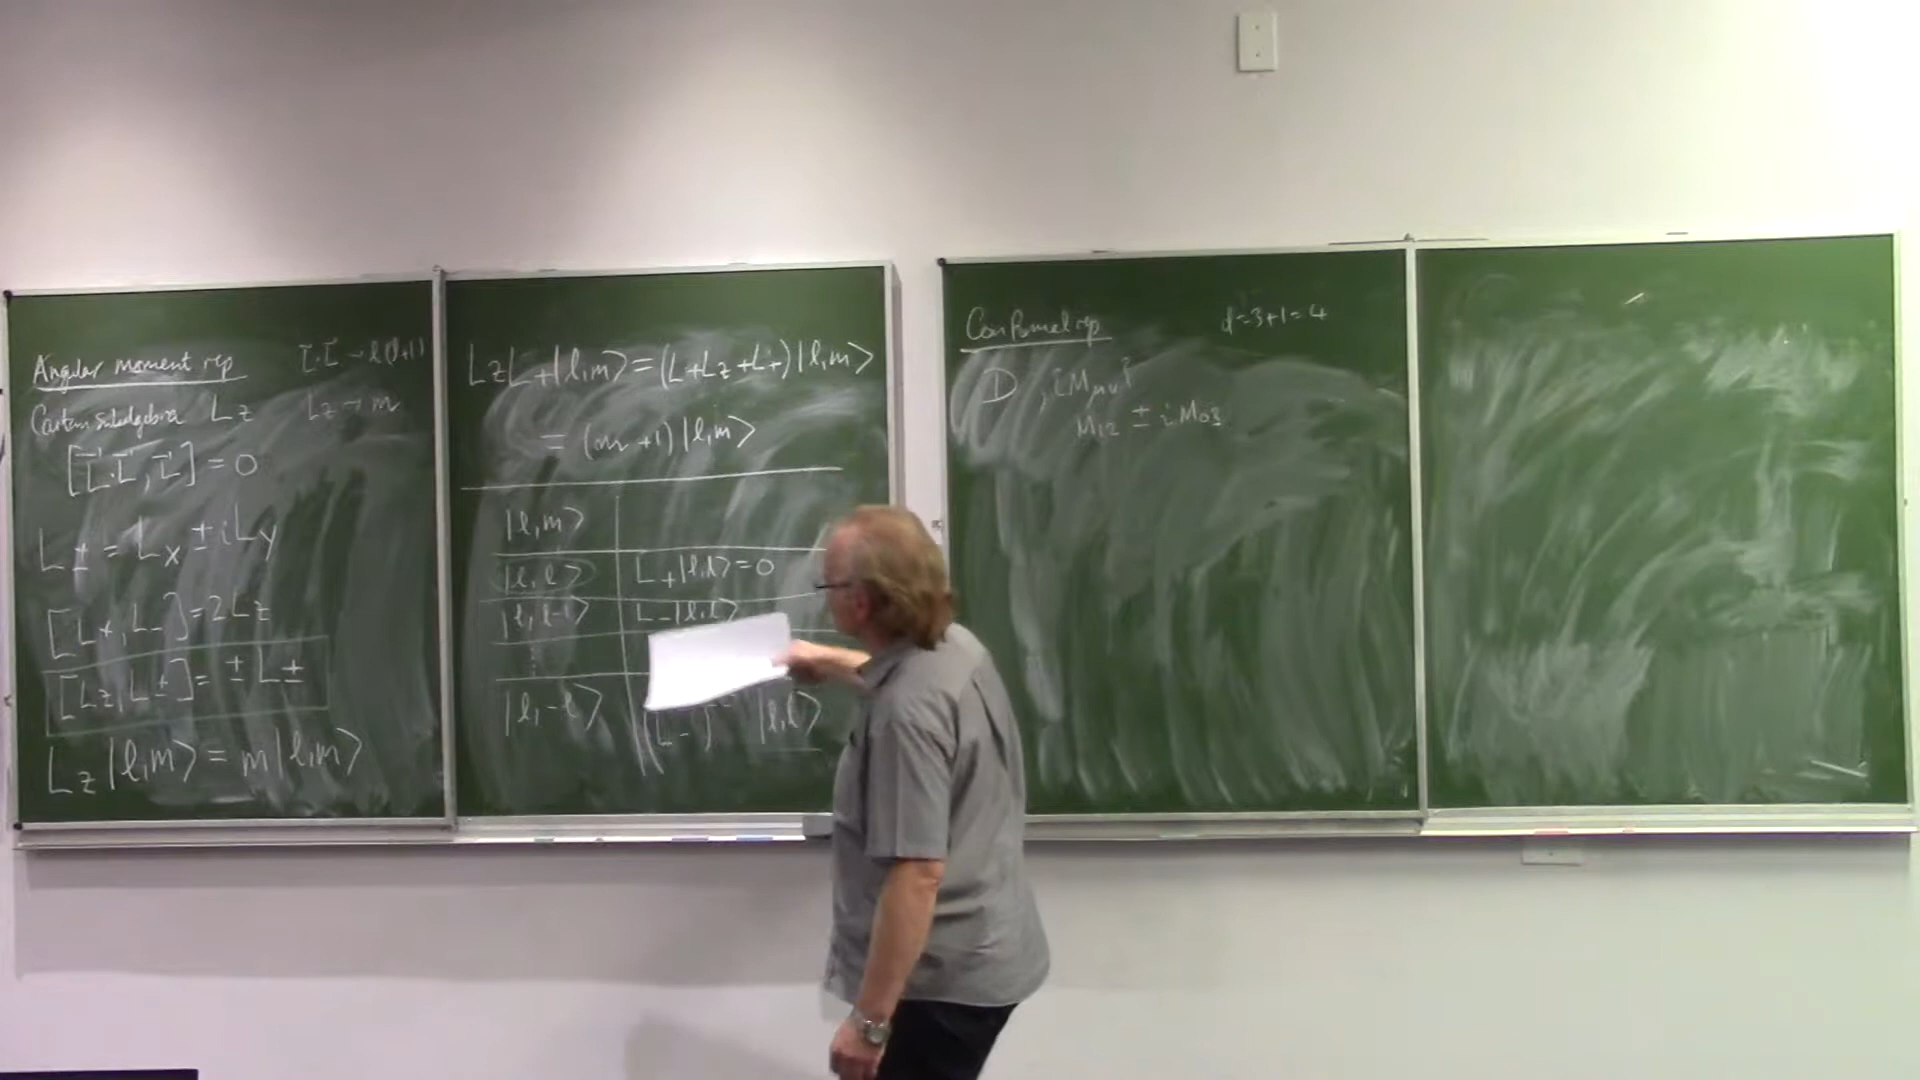 Angular moment rep
L⃗·L⃗ → l(l+1)
Cartan subalgebra Lz Lz → m
[L⃗·L⃗, L⃗] = 0
L± = Lx ± iLy
[L+, L-] = 2Lz
[Lz, L±] = ± L±
Lz |l,m> = m|l,m>
LzL+|l,m> = (L+Lz + L+)|l,m>
= (m+1)|l,m>
|l,m>
|l,l> L+|l,l> = 0
|l,l-1> L-|l,l>
⋮
|l,-l> (L-) |l,l>
Conformal rep d=3+1=4
D , {Mμν}
M12 ± iM03